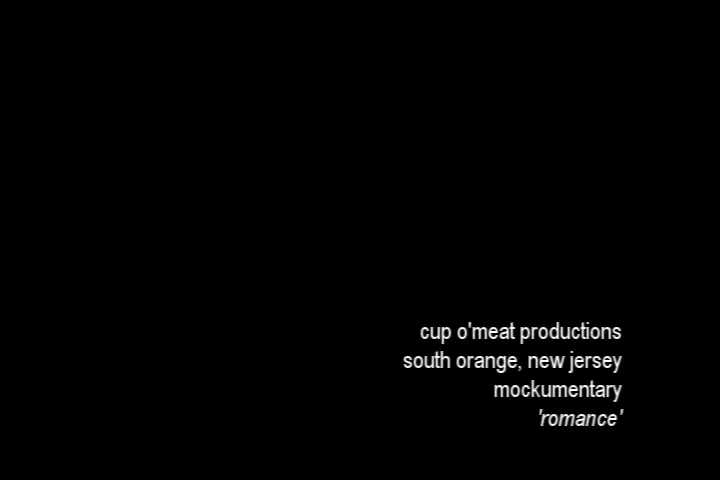 cup o'meat productions
south orange, new jersey
mockumentary
'romance'